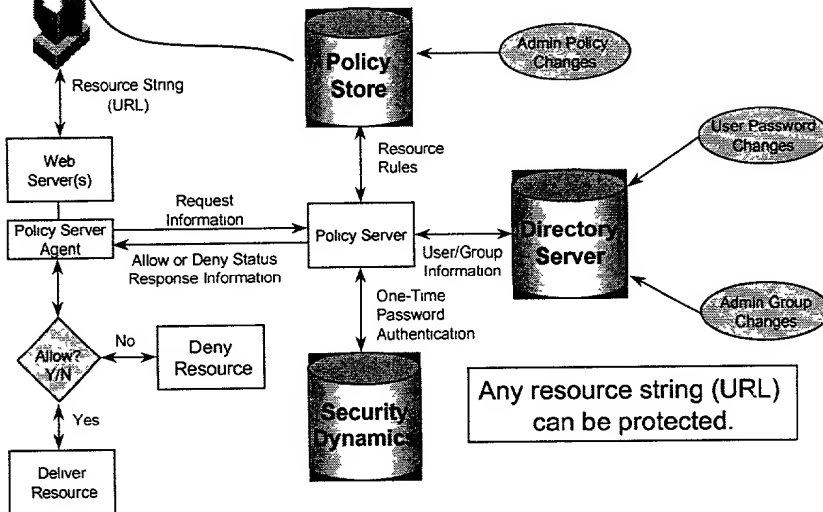 Policy
Store
Admin Policy
Changes
Resource String
(URL)
User Password
Changes
Web
Server(s)
Resource
Rules
Request
Information
Policy Server
Agent
Policy Server
Directory
Server
Allow or Deny Status
Response Information
User/Group
Information
One-Time
Password
Authentication
Admin Group
Changes
Allow?
Y/N
No
Deny
Resource
Security
Dynamics
Any resource string (URL)
can be protected.
Yes
Deliver
Resource